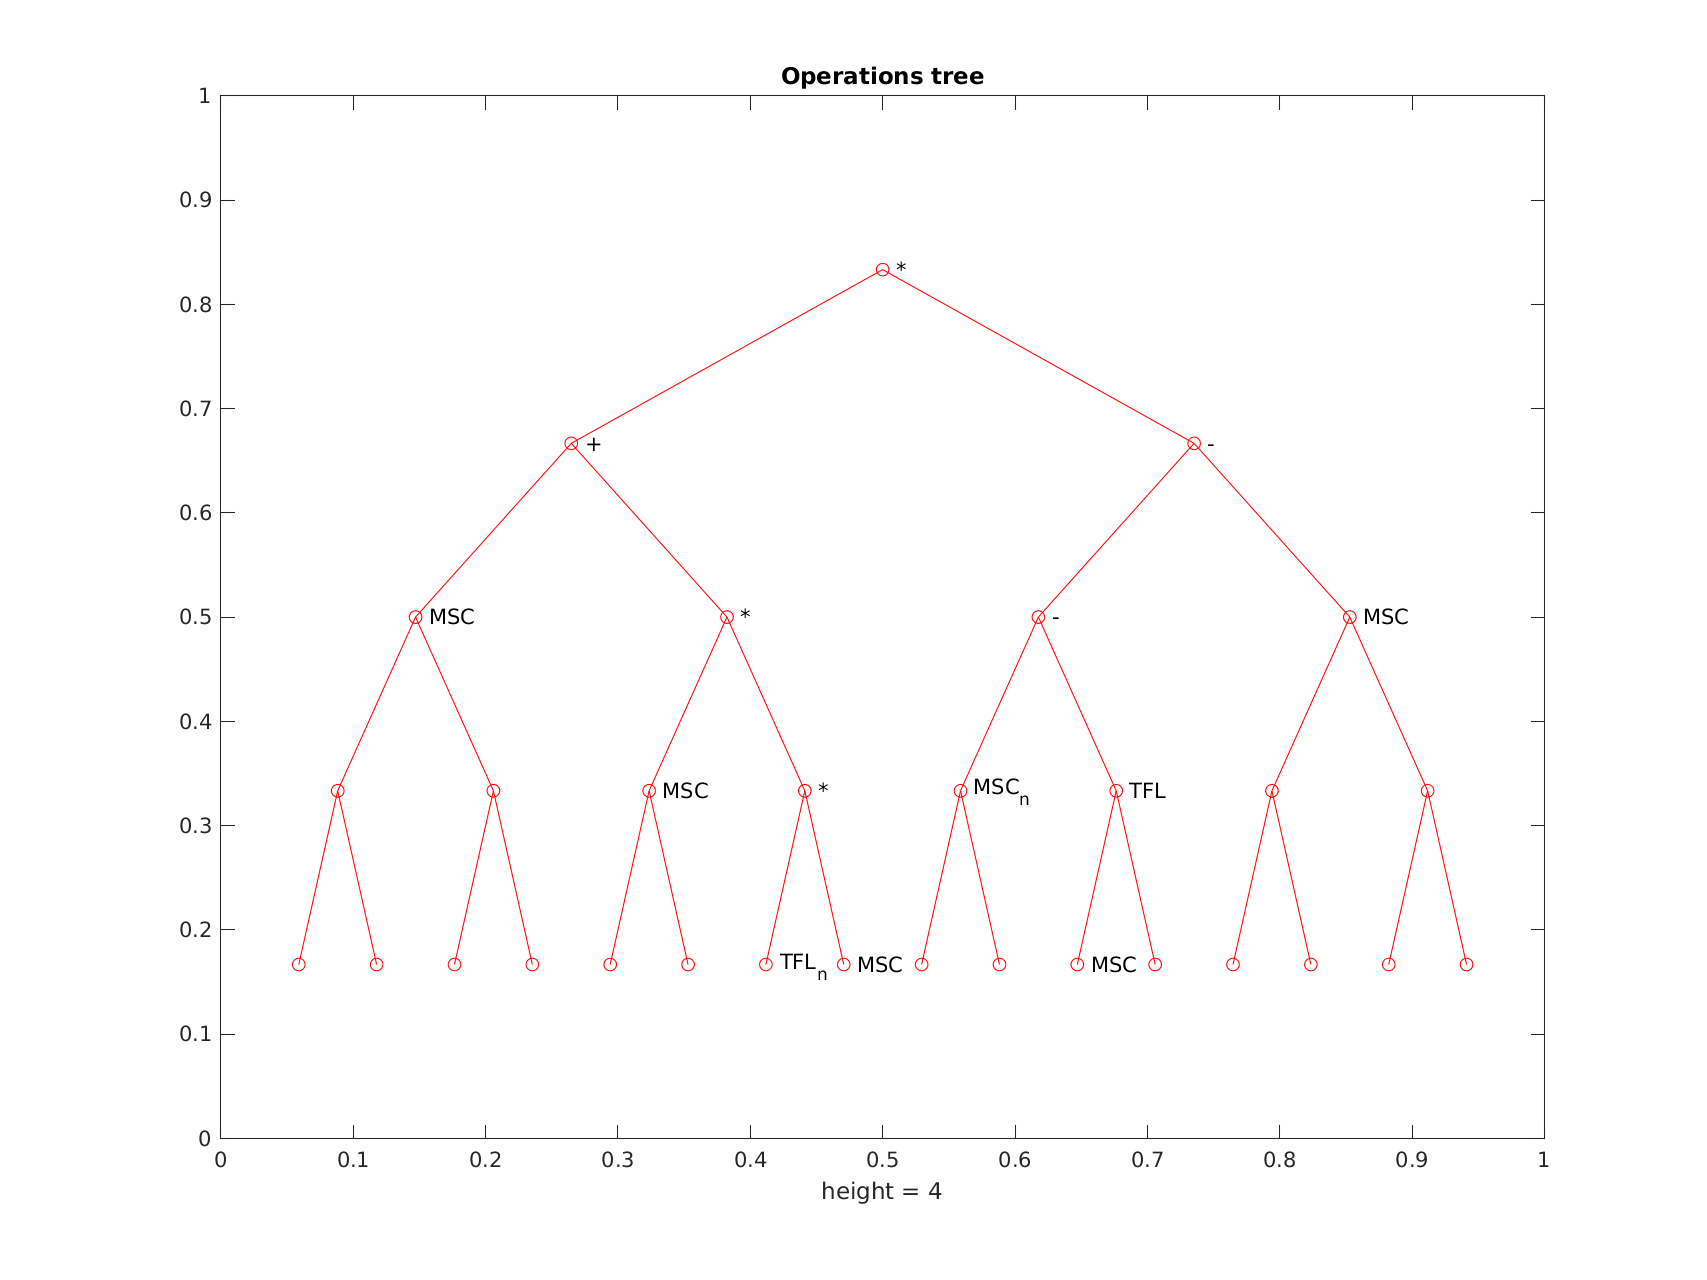 Operations tree
1
0.9
*
0.8
0.7
+ -
0.6
0.5 MSC * - MSC
0.4
MSC * MSCn TFL
0.3
0.2
TFLn MSC MSC
0.1
0
0 0.1 0.2 0.3 0.4 0.5 0.6 0.7 0.8 0.9 1
height = 4